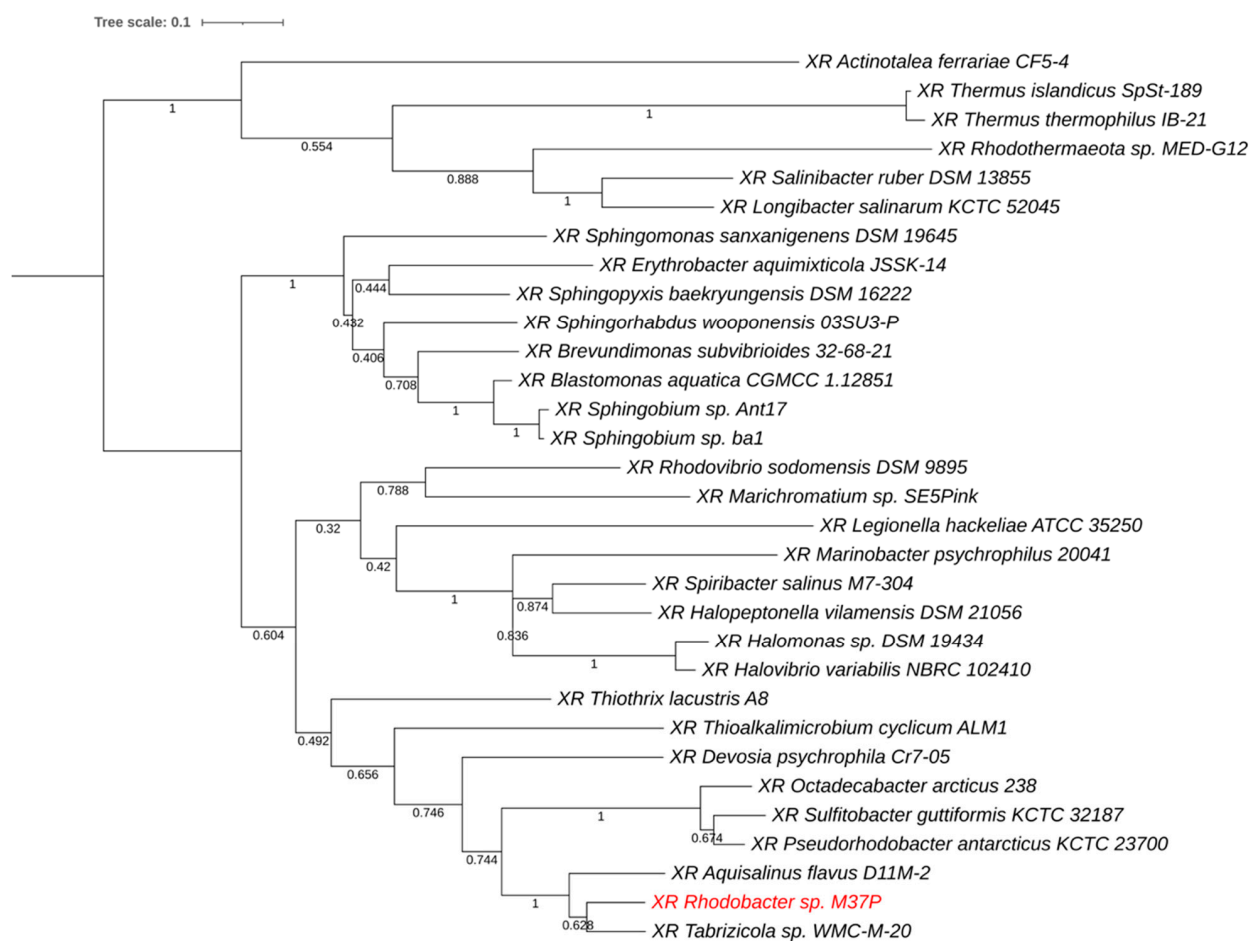 Tree scale: 0.1
XR Actinotalea ferrariae CF5-4
XR Thermus islandicus SpSt-189
1
1
XR Thermus thermophilus IB-21
0.554
XR Rhodothermaeota sp. MED-G12
0.888
XR Salinibacter ruber DSM 13855
1
XR Longibacter salinarum KCTC 52045
XR Sphingomonas sanxanigenens DSM 19645
XR Erythrobacter aquimixticola JSSK-14
1
0.444
XR Sphingopyxis baekryungensis DSM 16222
0.432
XR Sphingorhabdus wooponensis 03SU3-P
0.406
XR Brevundimonas subvibrioides 32-68-21
0.708
XR Blastomonas aquatica CGMCC 1.12851
1
XR Sphingobium sp. Ant17
1
XR Sphingobium sp. ba1
XR Rhodovibrio sodomensis DSM 9895
0.788
XR Marichromatium sp. SE5Pink
0.32
XR Legionella hackeliae ATCC 35250
0.42
XR Marinobacter psychrophilus 20041
XR Spiribacter salinus M7-304
1
0.874
XR Halopeptonella vilamensis DSM 21056
0.604
0.836
XR Halomonas sp. DSM 19434
1
XR Halovibrio variabilis NBRC 102410
XR Thiothrix lacustris A8
XR Thioalkalimicrobium cyclicum ALM1
0.492
XR Devosia psychrophila Cr7-05
0.656
XR Octadecabacter arcticus 238
0.746
1
XR Sulfitobacter guttiformis KCTC 32187
0.674
XR Pseudorhodobacter antarcticus KCTC 23700
0.744
XR Aquisalinus flavus D11M-2
1
XR Rhodobacter sp. M37P
0.628
XR Tabrizicola sp. WMC-M-20